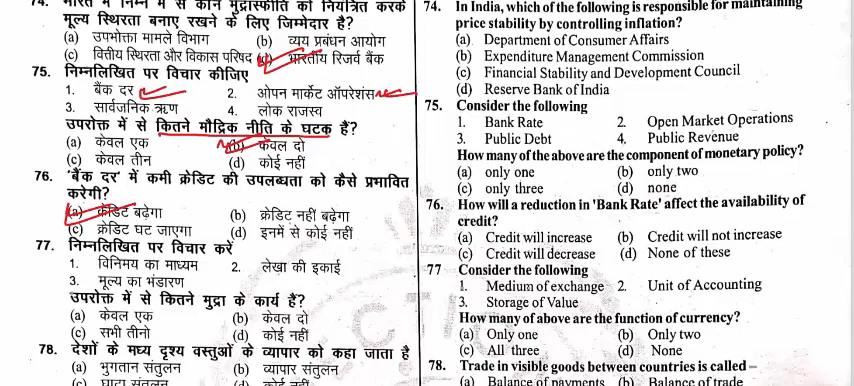 74. भारत में निम्न में से कौन मुद्रास्फीति को नियंत्रित करके
मूल्य स्थिरता बनाए रखने के लिए जिम्मेदार है?
(a) उपभोक्ता मामले विभाग (b) व्यय प्रबंधन आयोग
(c) वित्तीय स्थिरता और विकास परिषद (d) भारतीय रिजर्व बैंक
75. निम्नलिखित पर विचार कीजिए
1. बैंक दर 2. ओपन मार्केट ऑपरेशंस
3. सार्वजनिक ऋण 4. लोक राजस्व
उपरोक्त में से कितने मौद्रिक नीति के घटक हैं?
(a) केवल एक (b) केवल दो
(c) केवल तीन (d) कोई नहीं
76. 'बैंक दर' में कमी क्रेडिट की उपलब्धता को कैसे प्रभावित
करेगी?
(a) क्रेडिट बढ़ेगा (b) क्रेडिट नहीं बढ़ेगा
(c) क्रेडिट घट जाएगा (d) इनमें से कोई नहीं
77. निम्नलिखित पर विचार करें
1. विनिमय का माध्यम 2. लेखा की इकाई
3. मूल्य का भंडारण
उपरोक्त में से कितने मुद्रा के कार्य हैं?
(a) केवल एक (b) केवल दो
(c) सभी तीनो (d) कोई नहीं
78. देशों के मध्य दृश्य वस्तुओं के व्यापार को कहा जाता है
(a) भुगतान संतुलन (b) व्यापार संतुलन
(c) घाटा संतुलन (d) कोई नहीं
74. In India, which of the following is responsible for maintaining
price stability by controlling inflation?
(a) Department of Consumer Affairs
(b) Expenditure Management Commission
(c) Financial Stability and Development Council
(d) Reserve Bank of India
75. Consider the following
1. Bank Rate 2. Open Market Operations
3. Public Debt 4. Public Revenue
How many of the above are the component of monetary policy?
(a) only one (b) only two
(c) only three (d) none
76. How will a reduction in 'Bank Rate' affect the availability of
credit?
(a) Credit will increase (b) Credit will not increase
(c) Credit will decrease (d) None of these
77 Consider the following
1. Medium of exchange 2. Unit of Accounting
3. Storage of Value
How many of above are the function of currency?
(a) Only one (b) Only two
(c) All three (d) None
78. Trade in visible goods between countries is called –
(a) Balance of payments (b) Balance of trade